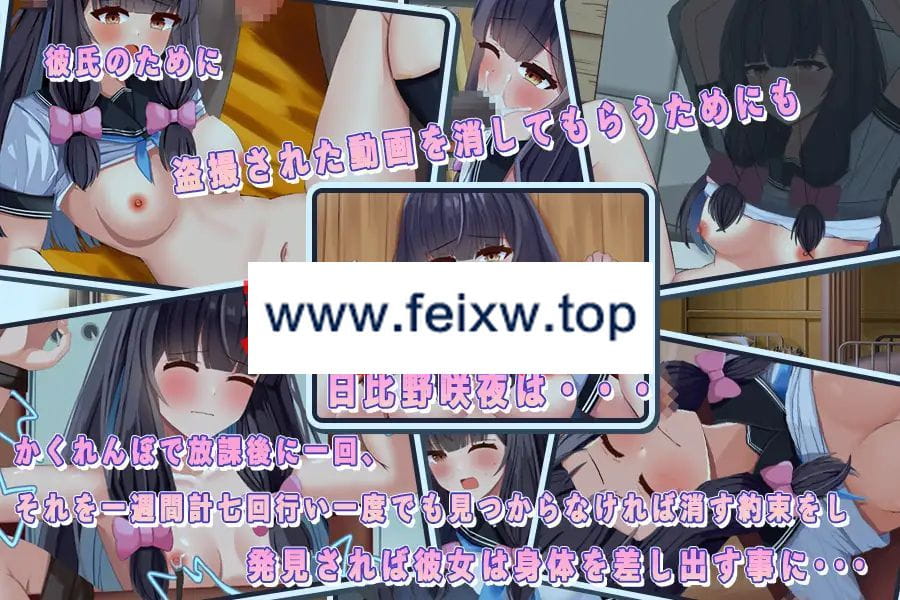 彼氏のために
盗撮された動画を消してもらうためにも
www.feixw.top
日比野咲夜は・・・
かくれんぼで放課後に一回、
それを一週間計七回行い一度でも見つからなければ消す約束をし
発見されれば彼女は身体を差し出す事に・・・